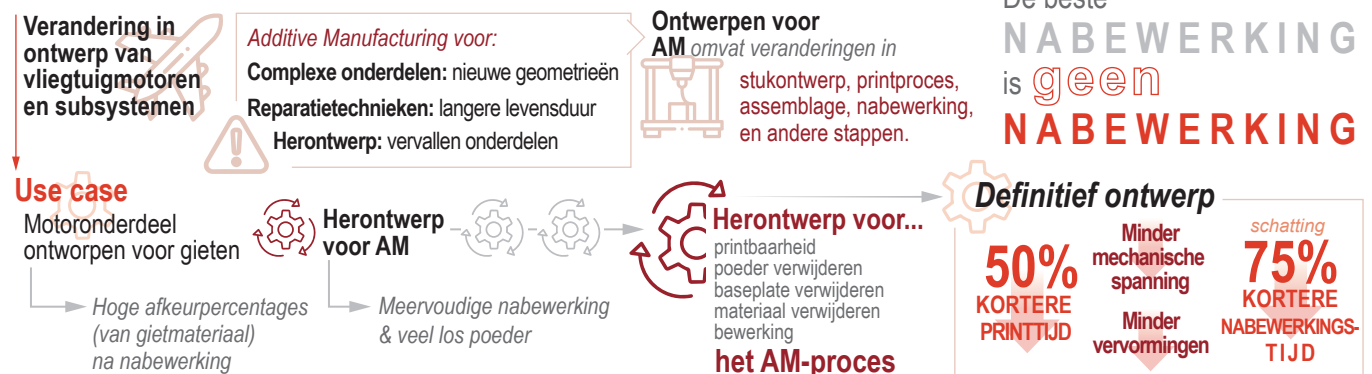 Verandering in
ontwerp van
vliegtuigmotoren
en subsystemen
Additive Manufacturing voor:
Complexe onderdelen: nieuwe geometrieën
Reparatietechnieken: langere levensduur
Herontwerp: vervallen onderdelen
Ontwerpen voor
AM omvat veranderingen in
stukontwerp, printproces,
assemblage, nabewerking,
en andere stappen.
De beste
NABEWERKING
is geen
NABEWERKING
Use case
Motoronderdeel
ontworpen voor gieten
Hoge afkeurpercentages
(van gietmateriaal)
na nabewerking
Herontwerp
voor AM
Meervoudige nabewerking
& veel los poeder
Herontwerp voor...
printbaarheid
poeder verwijderen
baseplate verwijderen
materiaal verwijderen
bewerking
het AM-proces
Definitief ontwerp
50%
KORTERE
PRINTTIJD
Minder
mechanische
spanning
Minder
vervormingen
schatting
75%
KORTERE
NABEWERKINGS-
TIJD